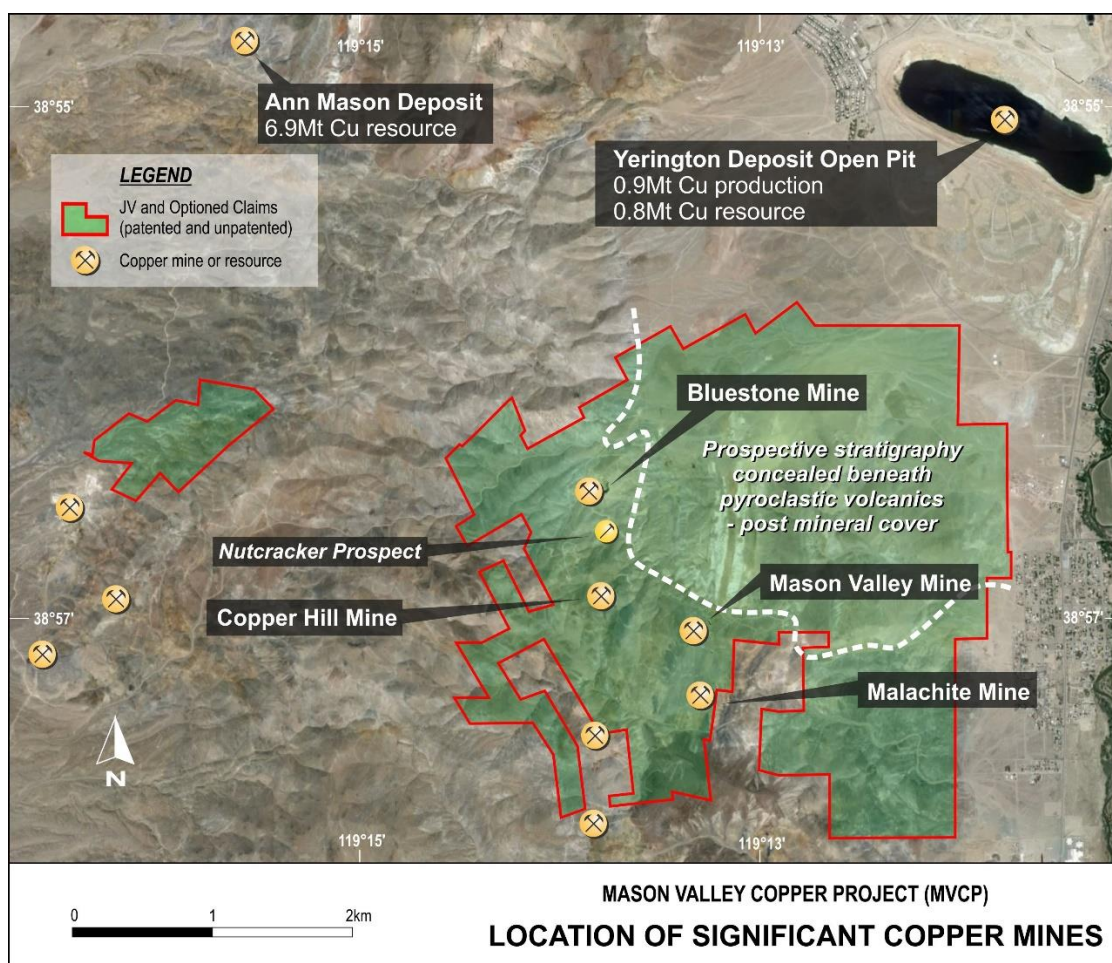 119°15'
119°13'
38°55'
38°55'
Ann Mason Deposit
6.9Mt Cu resource
Yerington Deposit Open Pit
0.9Mt Cu production
0.8Mt Cu resource
LEGEND
JV and Optioned Claims
(patented and unpatented)
Copper mine or resource
Bluestone Mine
Prospective stratigraphy
concealed beneath
pyroclastic volcanics
- post mineral cover
Nutcracker Prospect
Mason Valley Mine
Copper Hill Mine
38°57'
38°57'
Malachite Mine
N
119°15'
119°13'
0 1 2km
MASON VALLEY COPPER PROJECT (MVCP)
LOCATION OF SIGNIFICANT COPPER MINES